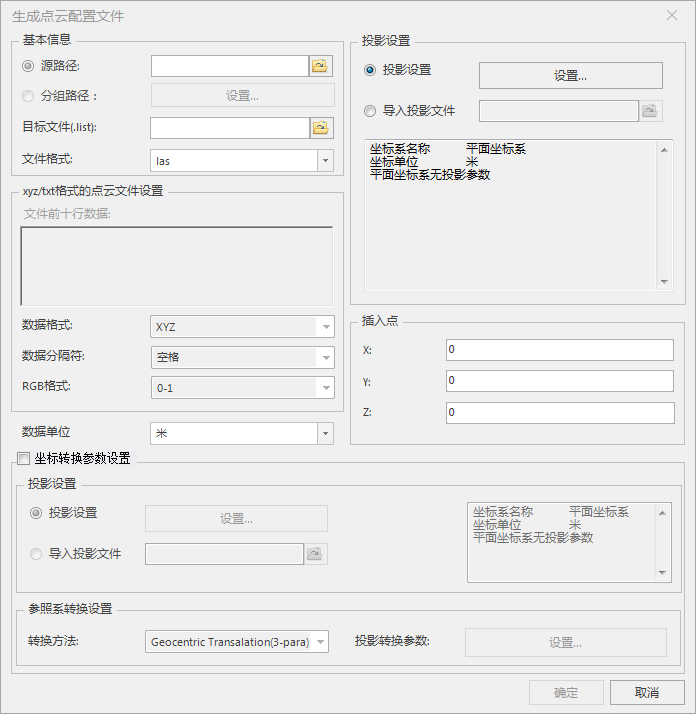 生成点云配置文件
基本信息
源路径:
分组路径：
设置...
目标文件(.list):
文件格式:
las
xyz/txt格式的点云文件设置
文件前十行数据:
数据格式:
XYZ
数据分隔符:
空格
RGB格式:
0-1
数据单位
米
投影设置
投影设置
设置...
导入投影文件
坐标系名称 平面坐标系
坐标单位 米
平面坐标系无投影参数
插入点
X:
0
Y:
0
Z:
0
坐标转换参数设置
投影设置
投影设置
设置...
导入投影文件
坐标系名称 平面坐标系
坐标单位 米
平面坐标系无投影参数
参照系转换设置
转换方法:
Geocentric Transalation(3-para)
投影转换参数:
设置...
确定
取消